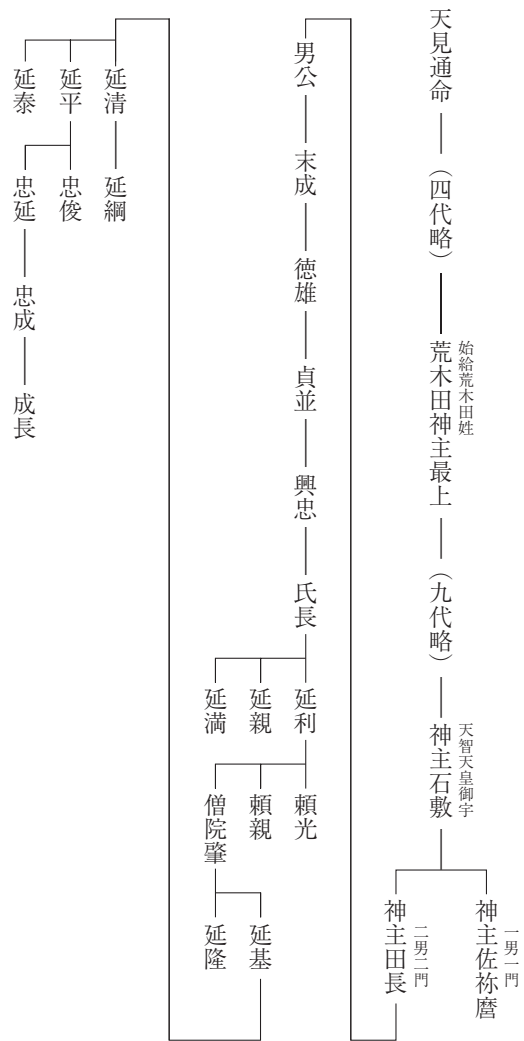 天見通命
（四代略）
始給荒木田姓
荒木田神主最上
（九代略）
天智天皇御宇
神主石敷
一男一門
神主佐祢麿
二男二門
神主田長
男公
末成
徳雄
貞並
興忠
氏長
延利
延親
延満
頼光
頼親
僧院肇
延基
延隆
延清
延綱
延平
忠俊
忠延
忠成
成長
延泰